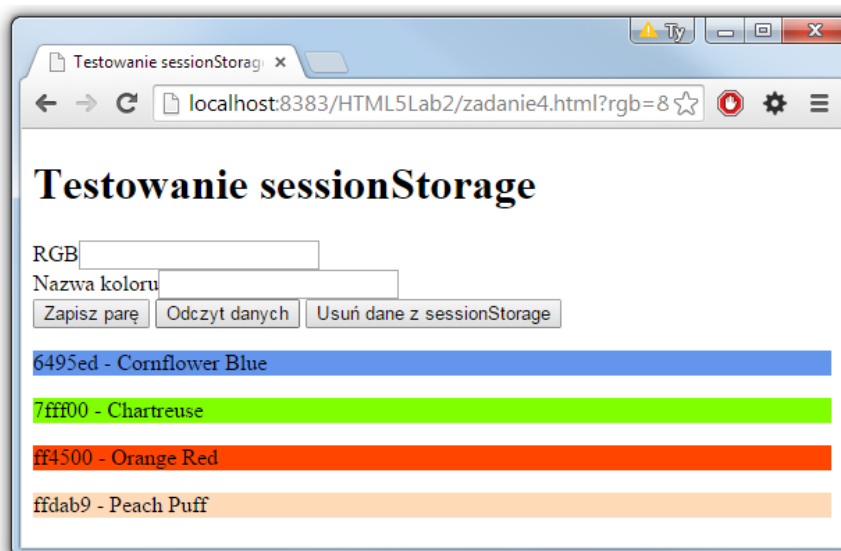 Ty
Testowanie sessionStorag
localhost:8383/HTML5Lab2/zadanie4.html?rgb=8
Testowanie sessionStorage
RGB
Nazwa koloru
Zapisz parę Odczyt danych Usuń dane z sessionStorage
6495ed - Cornflower Blue
7fff00 - Chartreuse
ff4500 - Orange Red
ffdab9 - Peach Puff